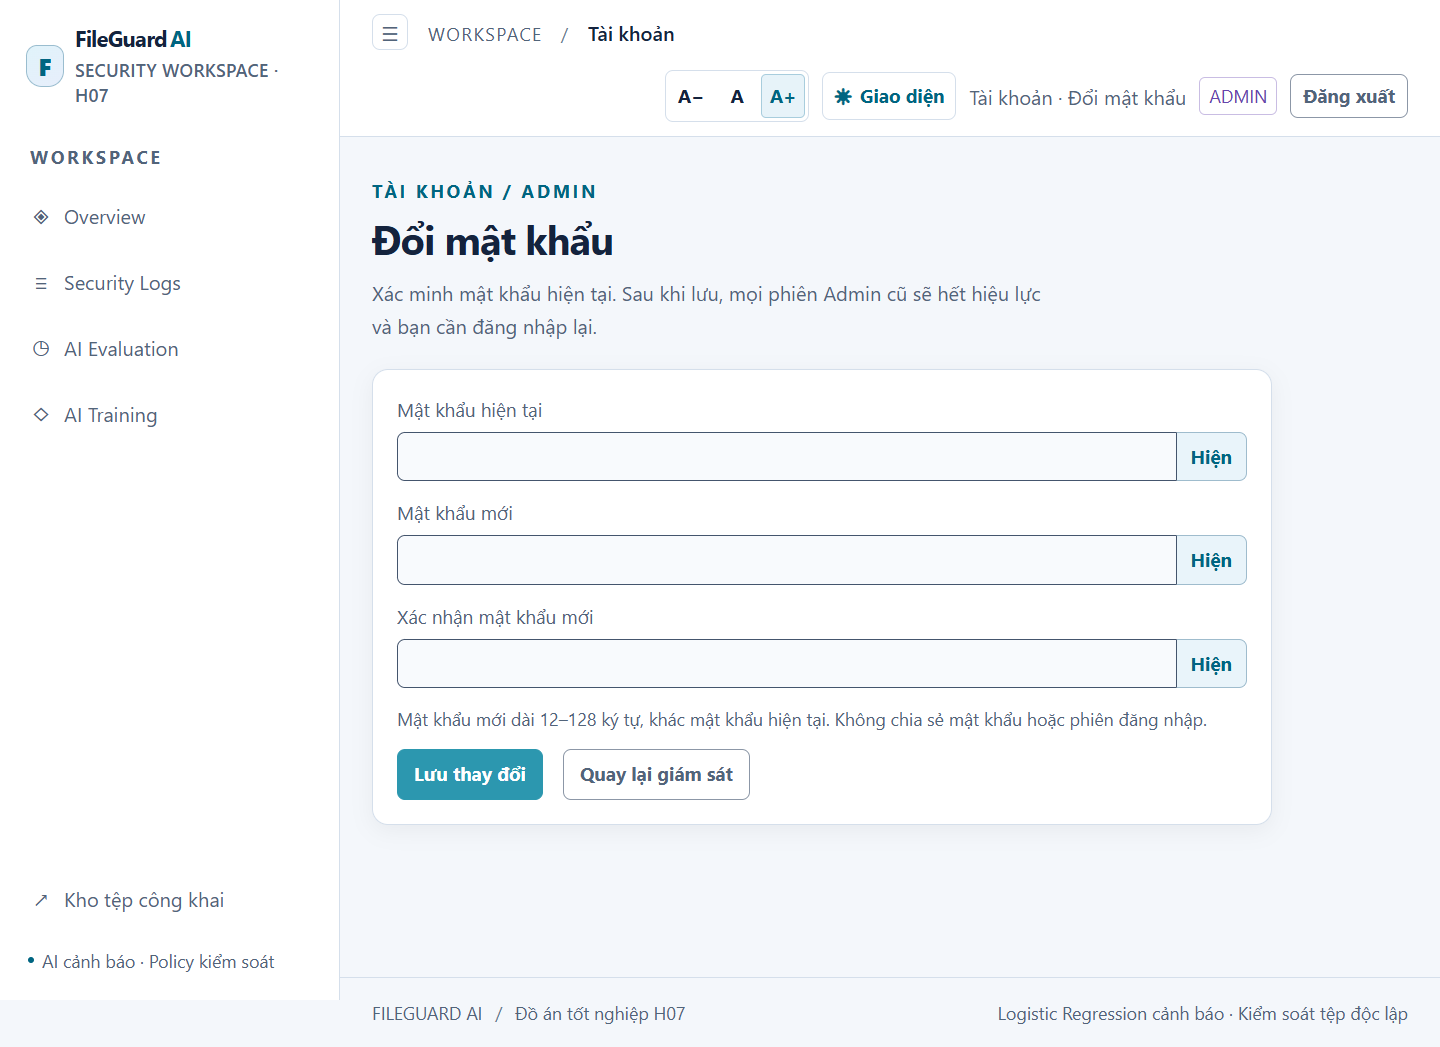 F
FileGuard AI
SECURITY WORKSPACE ·
H07
WORKSPACE
Overview
Security Logs
AI Evaluation
AI Training
Kho tệp công khai
AI cảnh báo · Policy kiểm soát
WORKSPACE / Tài khoản
A− A A+ Giao diện Tài khoản · Đổi mật khẩu ADMIN Đăng xuất
TÀI KHOẢN / ADMIN
Đổi mật khẩu
Xác minh mật khẩu hiện tại. Sau khi lưu, mọi phiên Admin cũ sẽ hết hiệu lực
và bạn cần đăng nhập lại.
Mật khẩu hiện tại
Hiện
Mật khẩu mới
Hiện
Xác nhận mật khẩu mới
Hiện
Mật khẩu mới dài 12–128 ký tự, khác mật khẩu hiện tại. Không chia sẻ mật khẩu hoặc phiên đăng nhập.
Lưu thay đổi Quay lại giám sát
FILEGUARD AI / Đồ án tốt nghiệp H07
Logistic Regression cảnh báo · Kiểm soát tệp độc lập